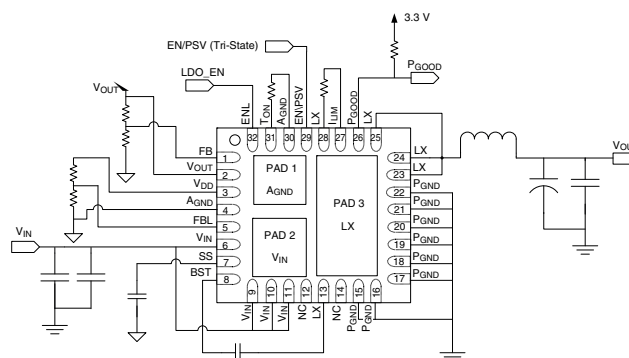 3.3 V
EN/PSV (Tri-State)
PGOOD
LDO_EN
VOUT
ENL
TON
AGND
EN\PSV
LX
ILIM
PGOOD
LX
32
31
30
29
28
27
26
25
FB
1
VOUT
2
VDD
3
AGND
4
FBL
5
VIN
VIN
6
SS
7
BST
8
PAD 1
AGND
PAD 2
VIN
PAD 3
LX
24
LX
23
LX
22
PGND
21
PGND
20
PGND
19
PGND
18
PGND
17
PGND
9
10
11
12
13
14
15
16
VIN
VIN
VIN
NC
LX
NC
PGND
PGND